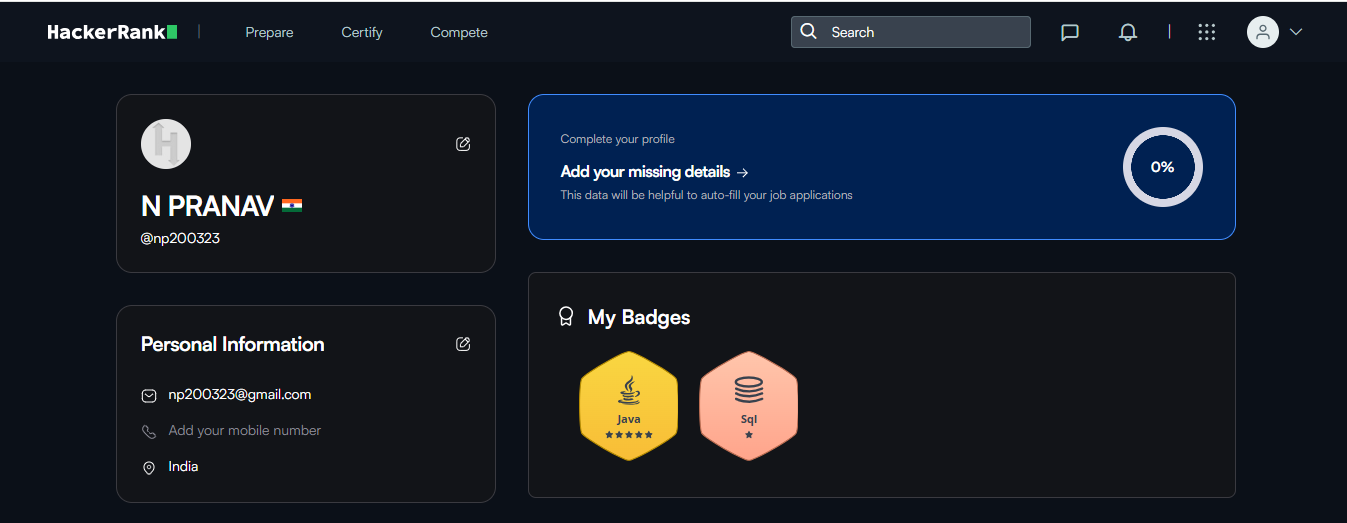 HackerRank
Prepare
Certify
Compete
Search
N PRANAV
@np200323
Personal Information
np200323@gmail.com
Add your mobile number
India
Complete your profile
Add your missing details →
This data will be helpful to auto-fill your job applications
0%
My Badges
Java
★★★★★
Sql
★